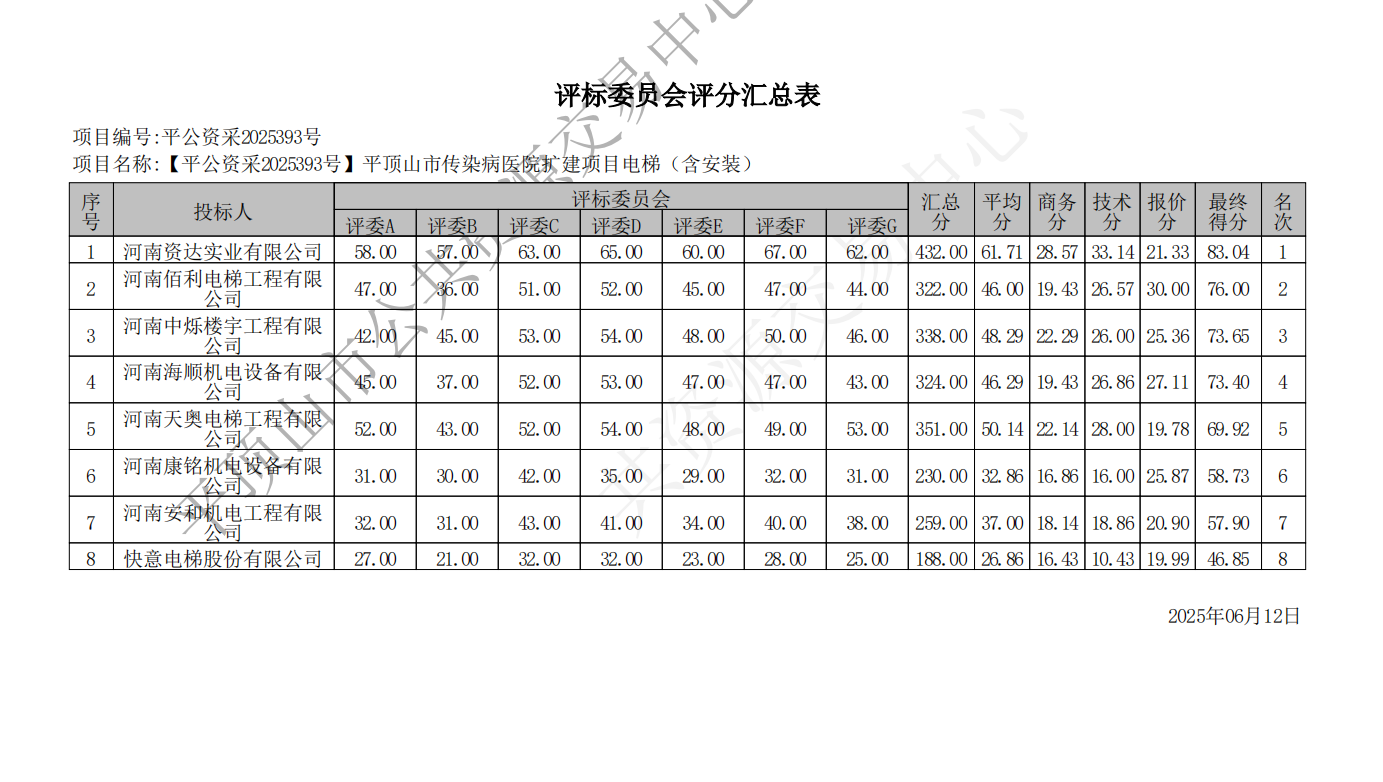 评标委员会评分汇总表
项目编号:平公资采2025393号
项目名称:【平公资采2025393号】平顶山市传染病医院扩建项目电梯（含安装）
序号 投标人 评标委员会 汇总分 平均分 商务分 技术分 报价分 最终得分 名次
评委A 评委B 评委C 评委D 评委E 评委F 评委G
1 河南资达实业有限公司 58.00 57.00 63.00 65.00 60.00 67.00 62.00 432.00 61.71 28.57 33.14 21.33 83.04 1
2 河南佰利电梯工程有限公司 47.00 36.00 51.00 52.00 45.00 47.00 44.00 322.00 46.00 19.43 26.57 30.00 76.00 2
3 河南中烁楼宇工程有限公司 42.00 45.00 53.00 54.00 48.00 50.00 46.00 338.00 48.29 22.29 26.00 25.36 73.65 3
4 河南海顺机电设备有限公司 45.00 37.00 52.00 53.00 47.00 47.00 43.00 324.00 46.29 19.43 26.86 27.11 73.40 4
5 河南天奥电梯工程有限公司 52.00 43.00 52.00 54.00 48.00 49.00 53.00 351.00 50.14 22.14 28.00 19.78 69.92 5
6 河南康铭机电设备有限公司 31.00 30.00 42.00 35.00 29.00 32.00 31.00 230.00 32.86 16.86 16.00 25.87 58.73 6
7 河南安和机电工程有限公司 32.00 31.00 43.00 41.00 34.00 40.00 38.00 259.00 37.00 18.14 18.86 20.90 57.90 7
8 快意电梯股份有限公司 27.00 21.00 32.00 32.00 23.00 28.00 25.00 188.00 26.86 16.43 10.43 19.99 46.85 8
2025年06月12日
平顶山市公共资源交易中心
共资源交易中心